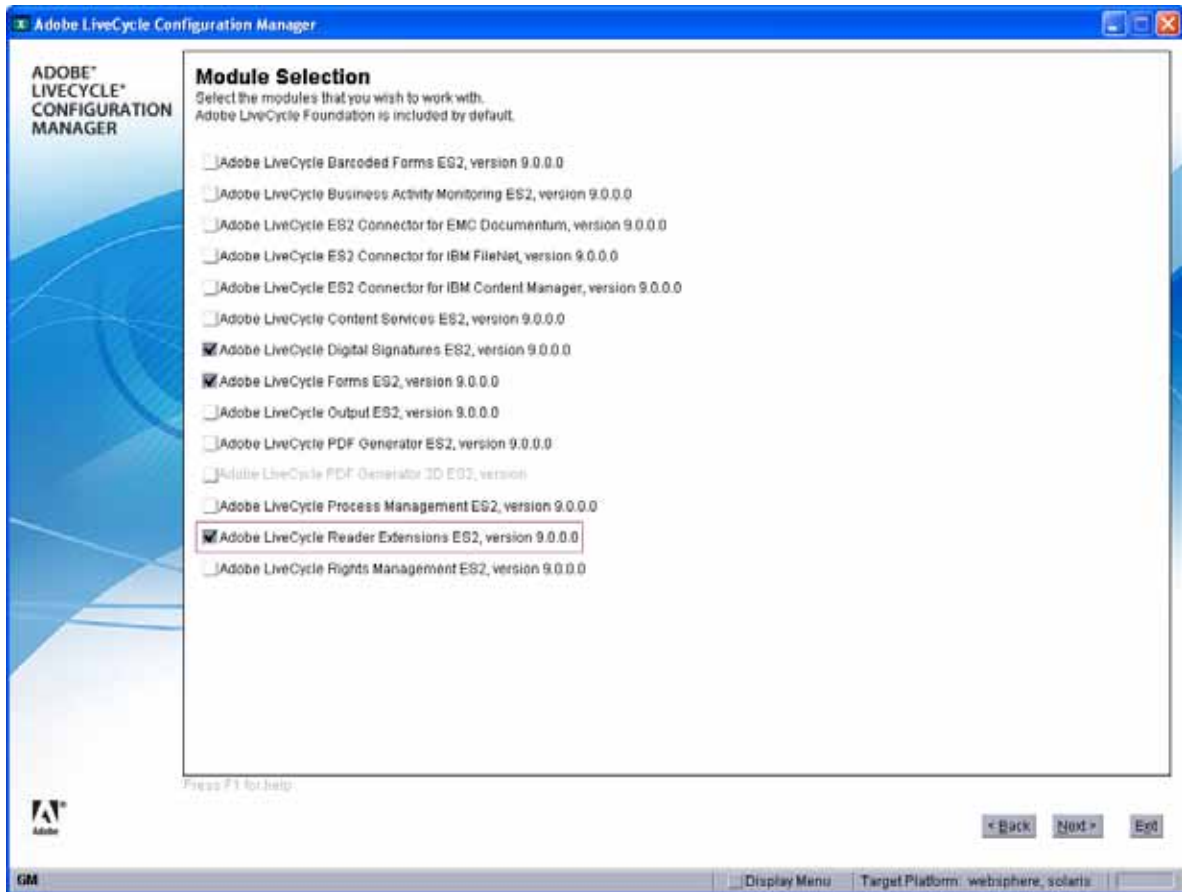 Adobe LiveCycle Configuration Manager
ADOBE®
LIVECYCLE®
CONFIGURATION
MANAGER
Module Selection
Select the modules that you wish to work with.
Adobe LiveCycle Foundation is included by default.
Adobe LiveCycle Barcoded Forms ES2, version 9.0.0.0
Adobe LiveCycle Business Activity Monitoring ES2, version 9.0.0.0
Adobe LiveCycle ES2 Connector for EMC Documentum, version 9.0.0.0
Adobe LiveCycle ES2 Connector for IBM FileNet, version 9.0.0.0
Adobe LiveCycle ES2 Connector for IBM Content Manager, version 9.0.0.0
Adobe LiveCycle Content Services ES2, version 9.0.0.0
Adobe LiveCycle Digital Signatures ES2, version 9.0.0.0
Adobe LiveCycle Forms ES2, version 9.0.0.0
Adobe LiveCycle Output ES2, version 9.0.0.0
Adobe LiveCycle PDF Generator ES2, version 9.0.0.0
Adobe LiveCycle PDF Generator 3D ES2, version
Adobe LiveCycle Process Management ES2, version 9.0.0.0
Adobe LiveCycle Reader Extensions ES2, version 9.0.0.0
Adobe LiveCycle Rights Management ES2, version 9.0.0.0
Press F1 for help
Adobe
< Back
Next >
Exit
GM
Display Menu
Target Platform: websphere, solaris